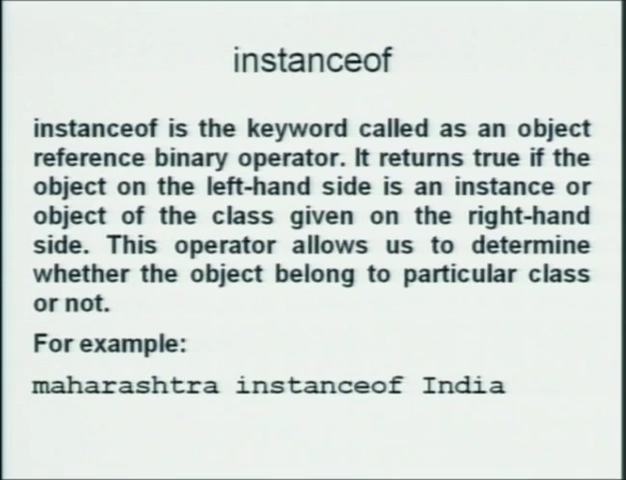 instanceof
instanceof is the keyword called as an object
reference binary operator. It returns true if the
object on the left-hand side is an instance or
object of the class given on the right-hand
side. This operator allows us to determine
whether the object belong to particular class
or not.
For example:
maharashtra instanceof India